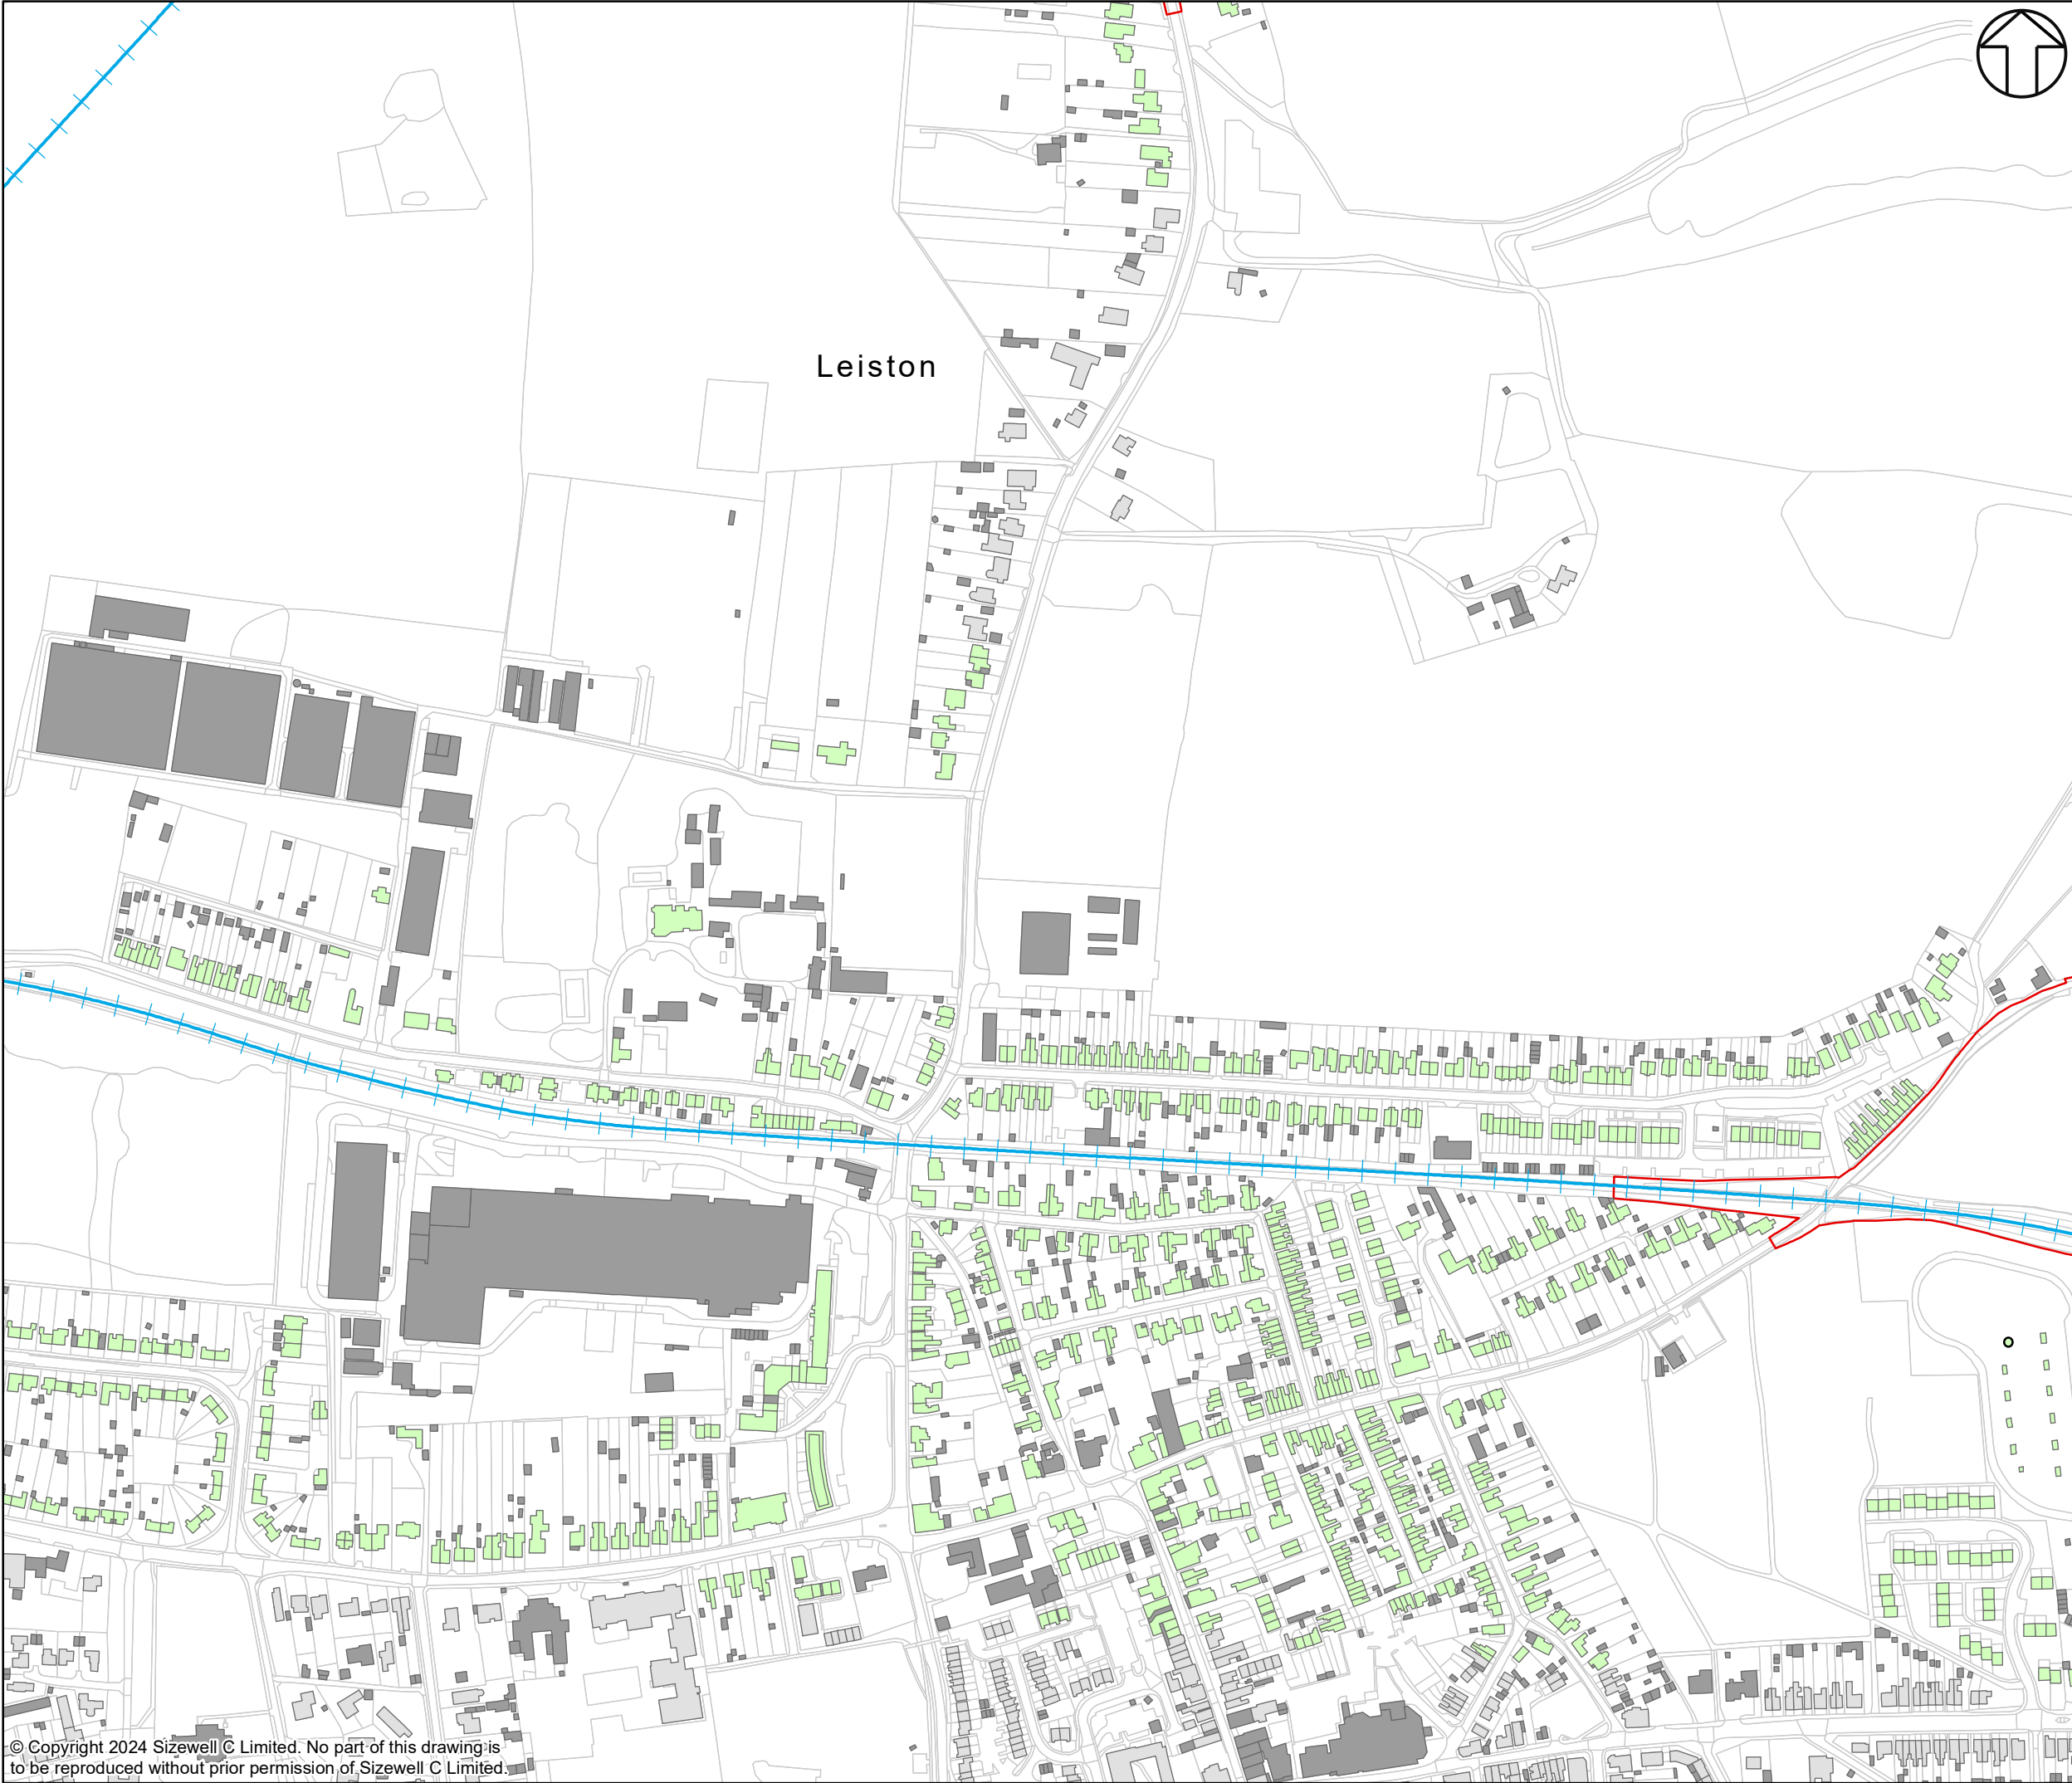 Leiston
© Copyright 2024 Sizewell C Limited. No part of this drawing is
to be reproduced without prior permission of Sizewell C Limited.